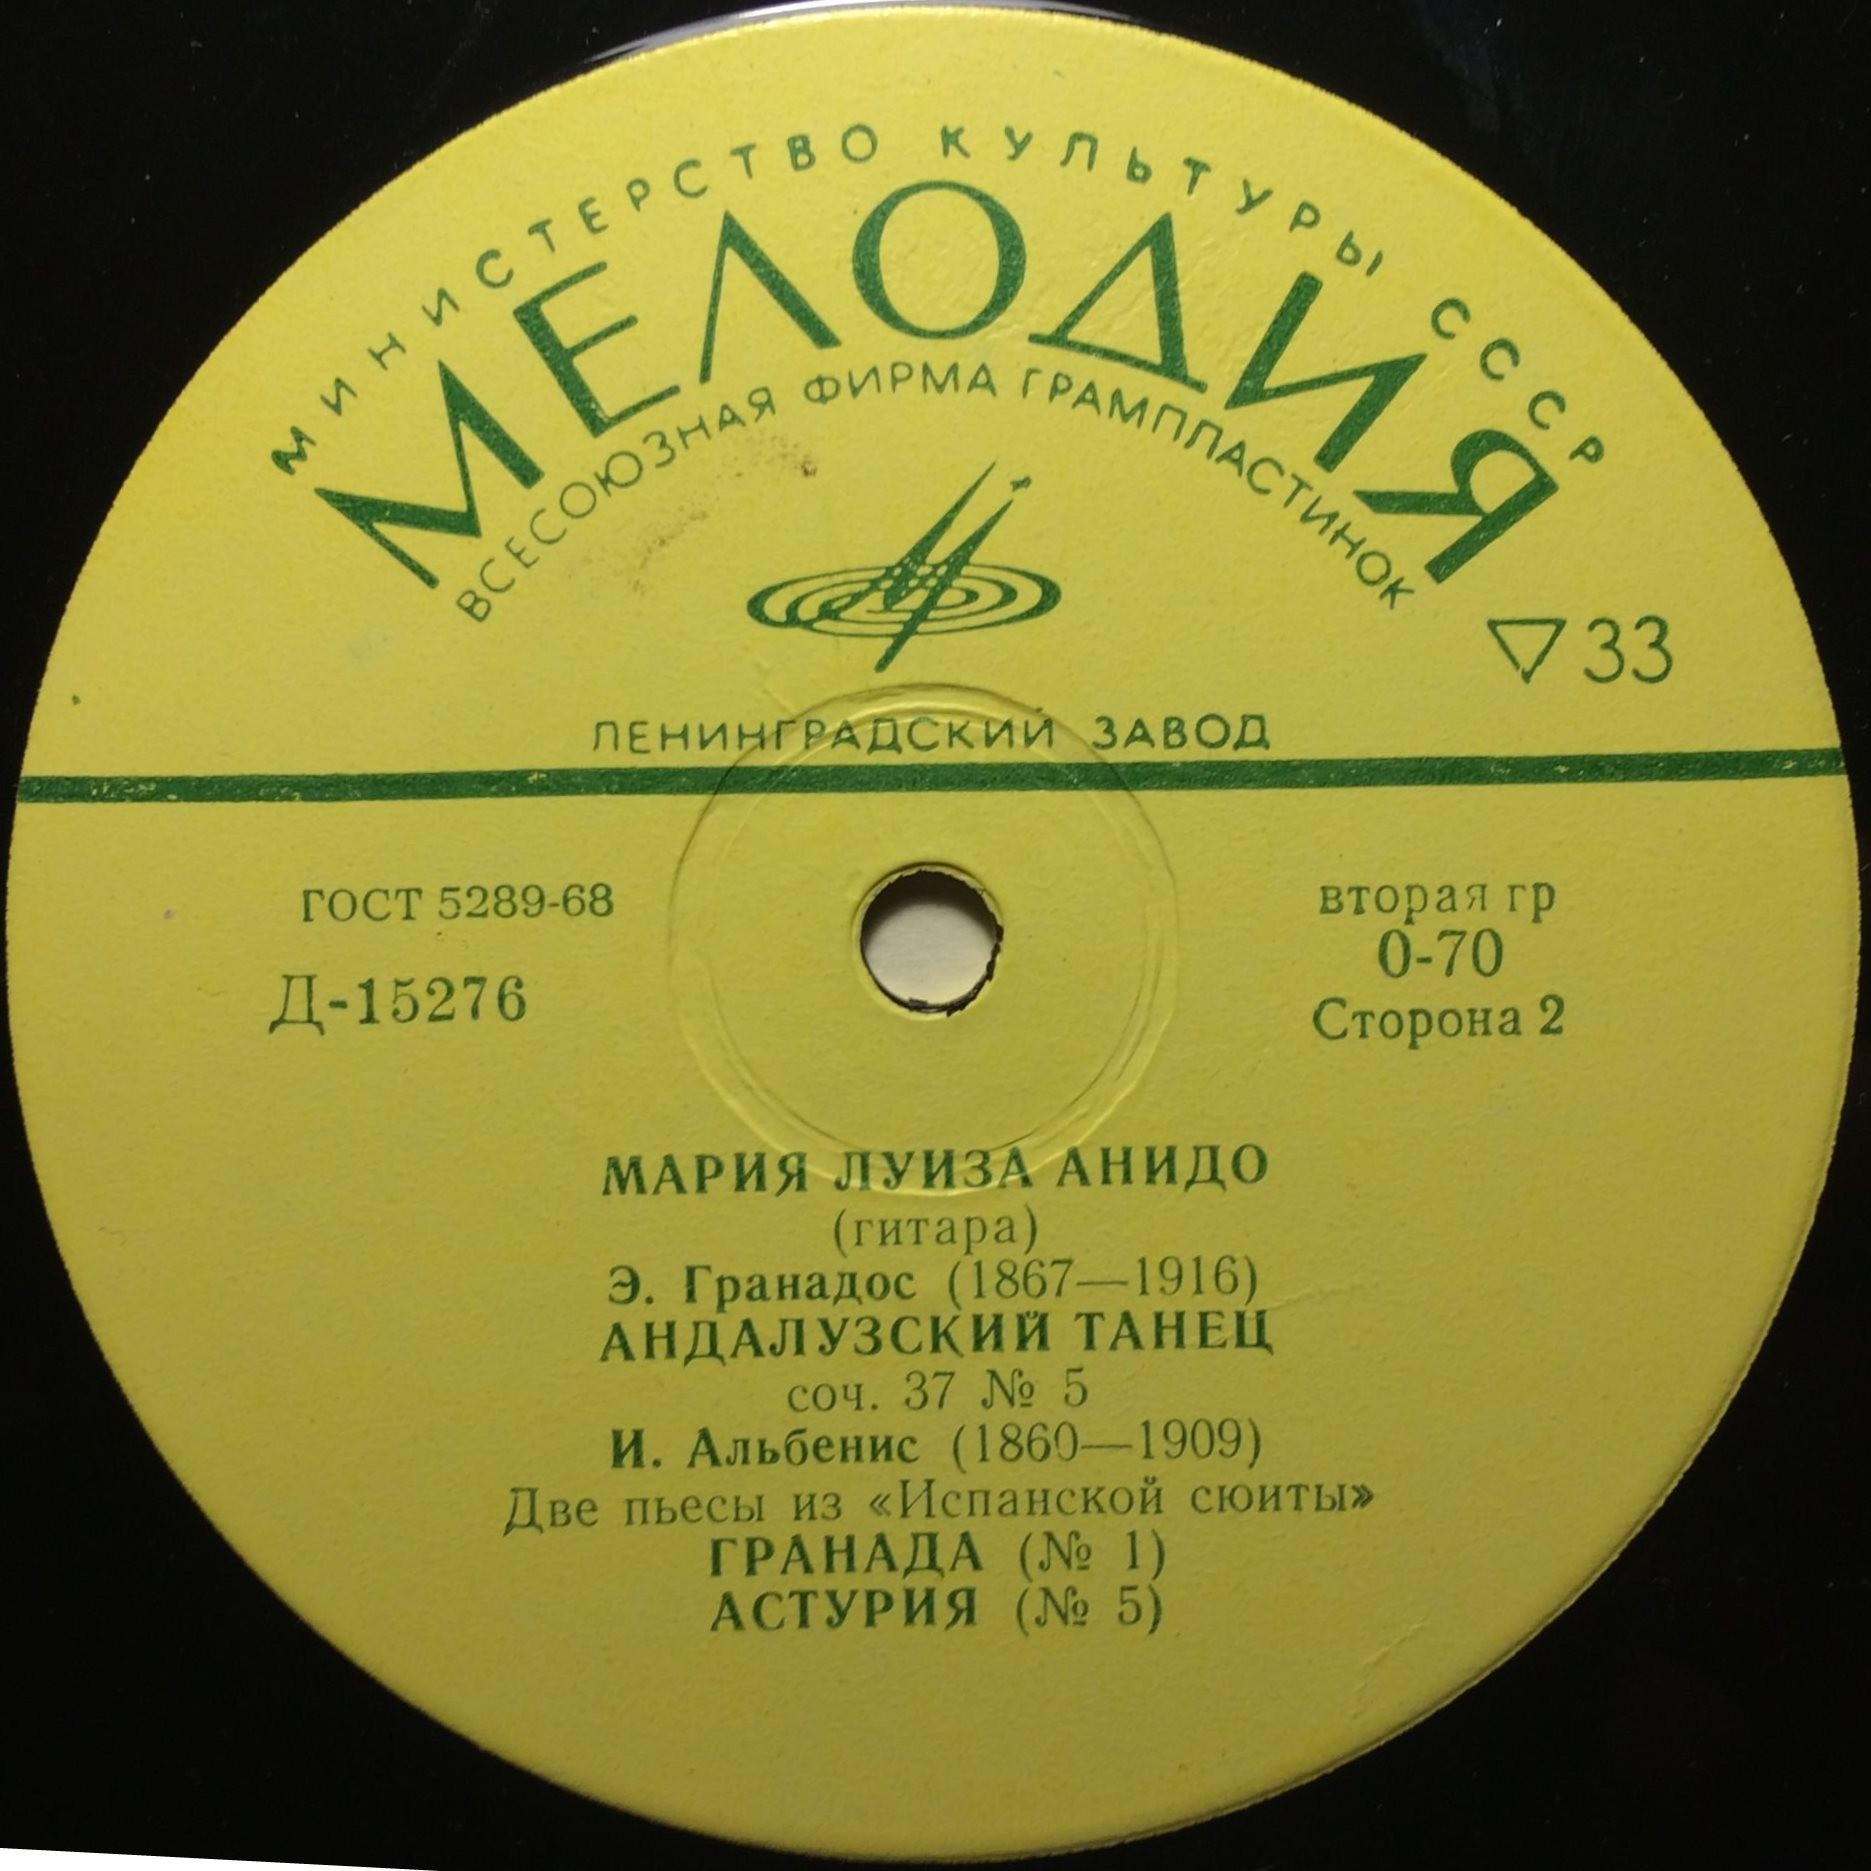 МИНИСТЕРСТВО КУЛЬТУРЫ СССР
МЕЛОДИЯ
ВСЕСОЮЗНАЯ ФИРМА ГРАМПЛАСТИНОК
33
ЛЕНИНГРАДСКИЙ ЗАВОД
ГОСТ 5289-68
Д-15276
вторая гр
0-70
Сторона 2
МАРИЯ ЛУИЗА АНИДО
(гитара)
Э. Гранадос (1867—1916)
АНДАЛУЗСКИЙ ТАНЕЦ
соч. 37 № 5
И. Альбенис (1860—1909)
Две пьесы из «Испанской сюиты»
ГРАНАДА (№ 1)
АСТУРИЯ (№ 5)